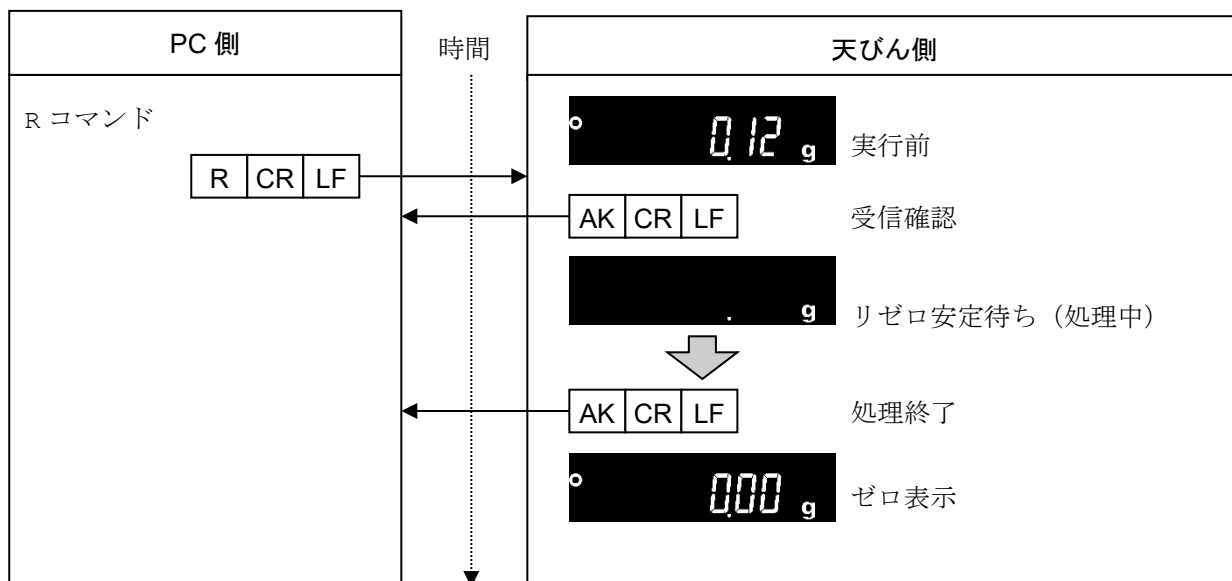 PC 側
時間
天びん側
R コマンド
0.12 g
実行前
R CR LF
AK CR LF
受信確認
. g
リゼロ安定待ち（処理中）
AK CR LF
処理終了
0.00 g
ゼロ表示